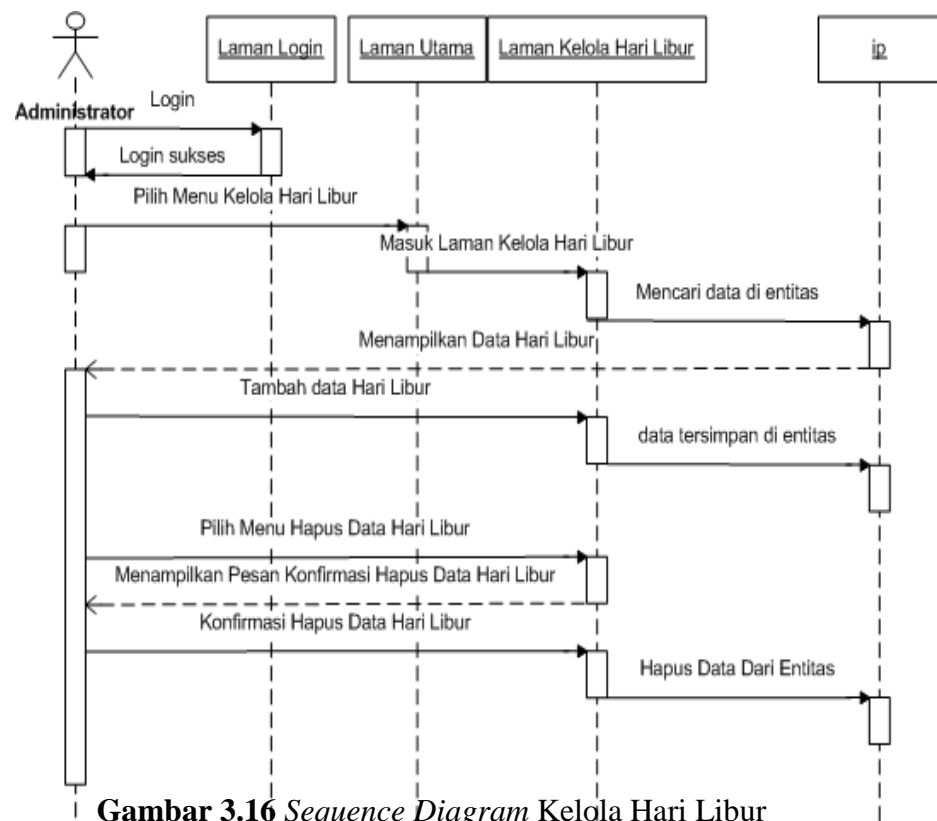 Laman Login
Laman Utama
Laman Kelola Hari Libur
ip
Administrator
Login
Login sukses
Pilih Menu Kelola Hari Libur
Masuk Laman Kelola Hari Libur
Mencari data di entitas
Menampilkan Data Hari Libur
Tambah data Hari Libur
data tersimpan di entitas
Pilih Menu Hapus Data Hari Libur
Menampilkan Pesan Konfirmasi Hapus Data Hari Libur
Konfirmasi Hapus Data Hari Libur
Hapus Data Dari Entitas
Gambar 3.16 Sequence Diagram Kelola Hari Libur